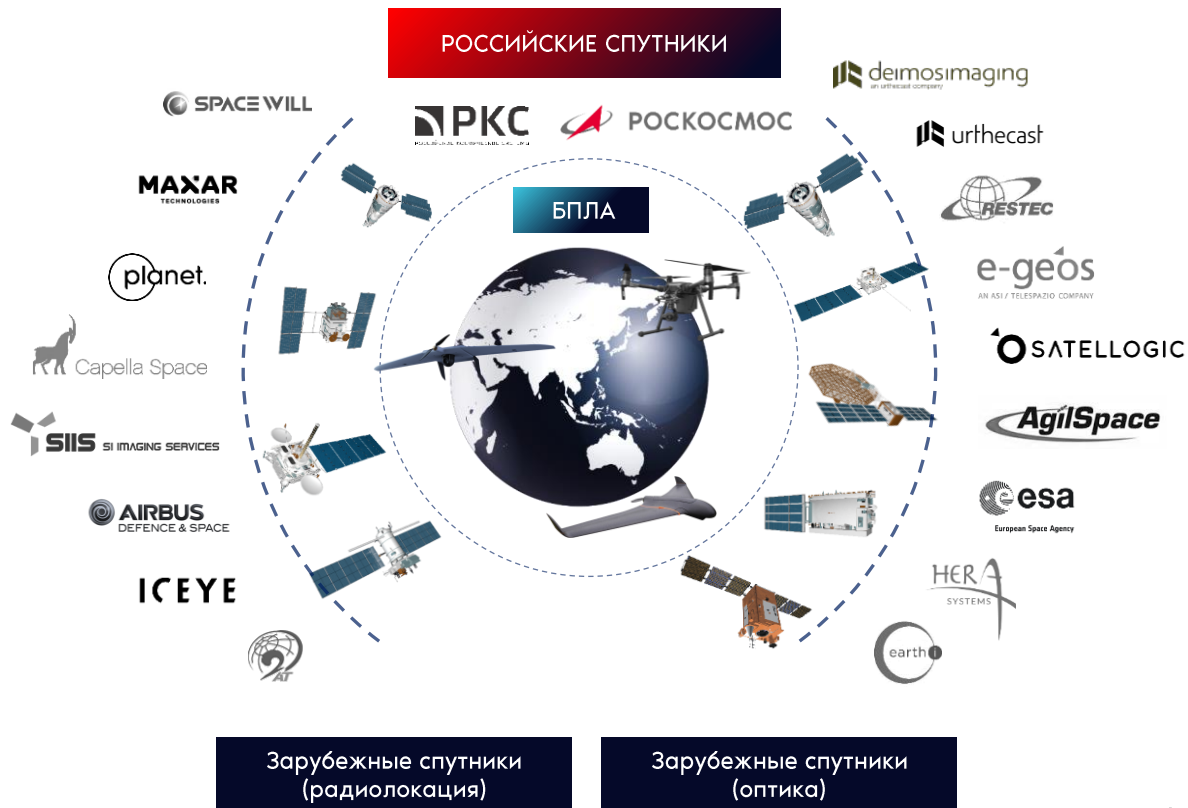 РОССИЙСКИЕ СПУТНИКИ
deimosimaging
an urthecast company
SPACE WILL
РКС
РОСКОСМОС
urthecast
MAXAR
TECHNOLOGIES
БПЛА
RESTEC
planet.
e-geos
AN ASI / TELESPAZIO COMPANY
Capella Space
SATELLOGIC
SIIS SI IMAGING SERVICES
AgilSpace
AIRBUS
DEFENCE & SPACE
esa
European Space Agency
ICEYE
HERA
SYSTEMS
earth i
2AT
Зарубежные спутники
(радиолокация)
Зарубежные спутники
(оптика)